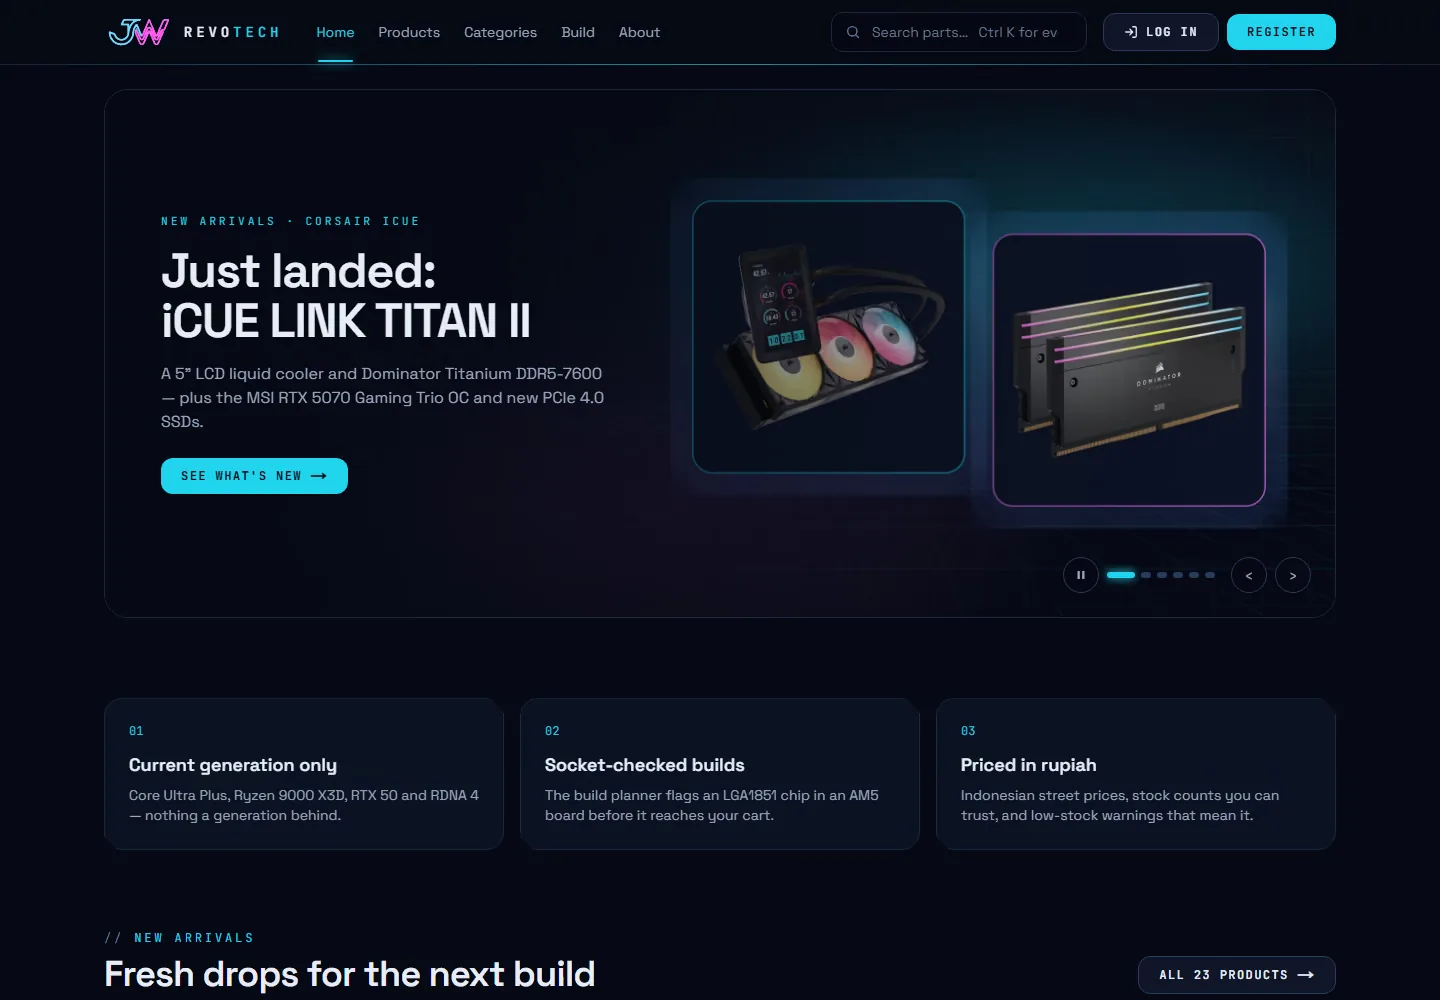 JW REVOTECH
Home
Products
Categories
Build
About
Search parts... Ctrl K for ev
LOG IN
REGISTER
NEW ARRIVALS · CORSAIR ICUE
Just landed:
iCUE LINK TITAN II
A 5" LCD liquid cooler and Dominator Titanium DDR5-7600
— plus the MSI RTX 5070 Gaming Trio OC and new PCIe 4.0
SSDs.
SEE WHAT'S NEW →
DOMINATOR
< >
01
Current generation only
Core Ultra Plus, Ryzen 9000 X3D, RTX 50 and RDNA 4
— nothing a generation behind.
02
Socket-checked builds
The build planner flags an LGA1851 chip in an AM5
board before it reaches your cart.
03
Priced in rupiah
Indonesian street prices, stock counts you can
trust, and low-stock warnings that mean it.
// NEW ARRIVALS
Fresh drops for the next build
ALL 23 PRODUCTS →